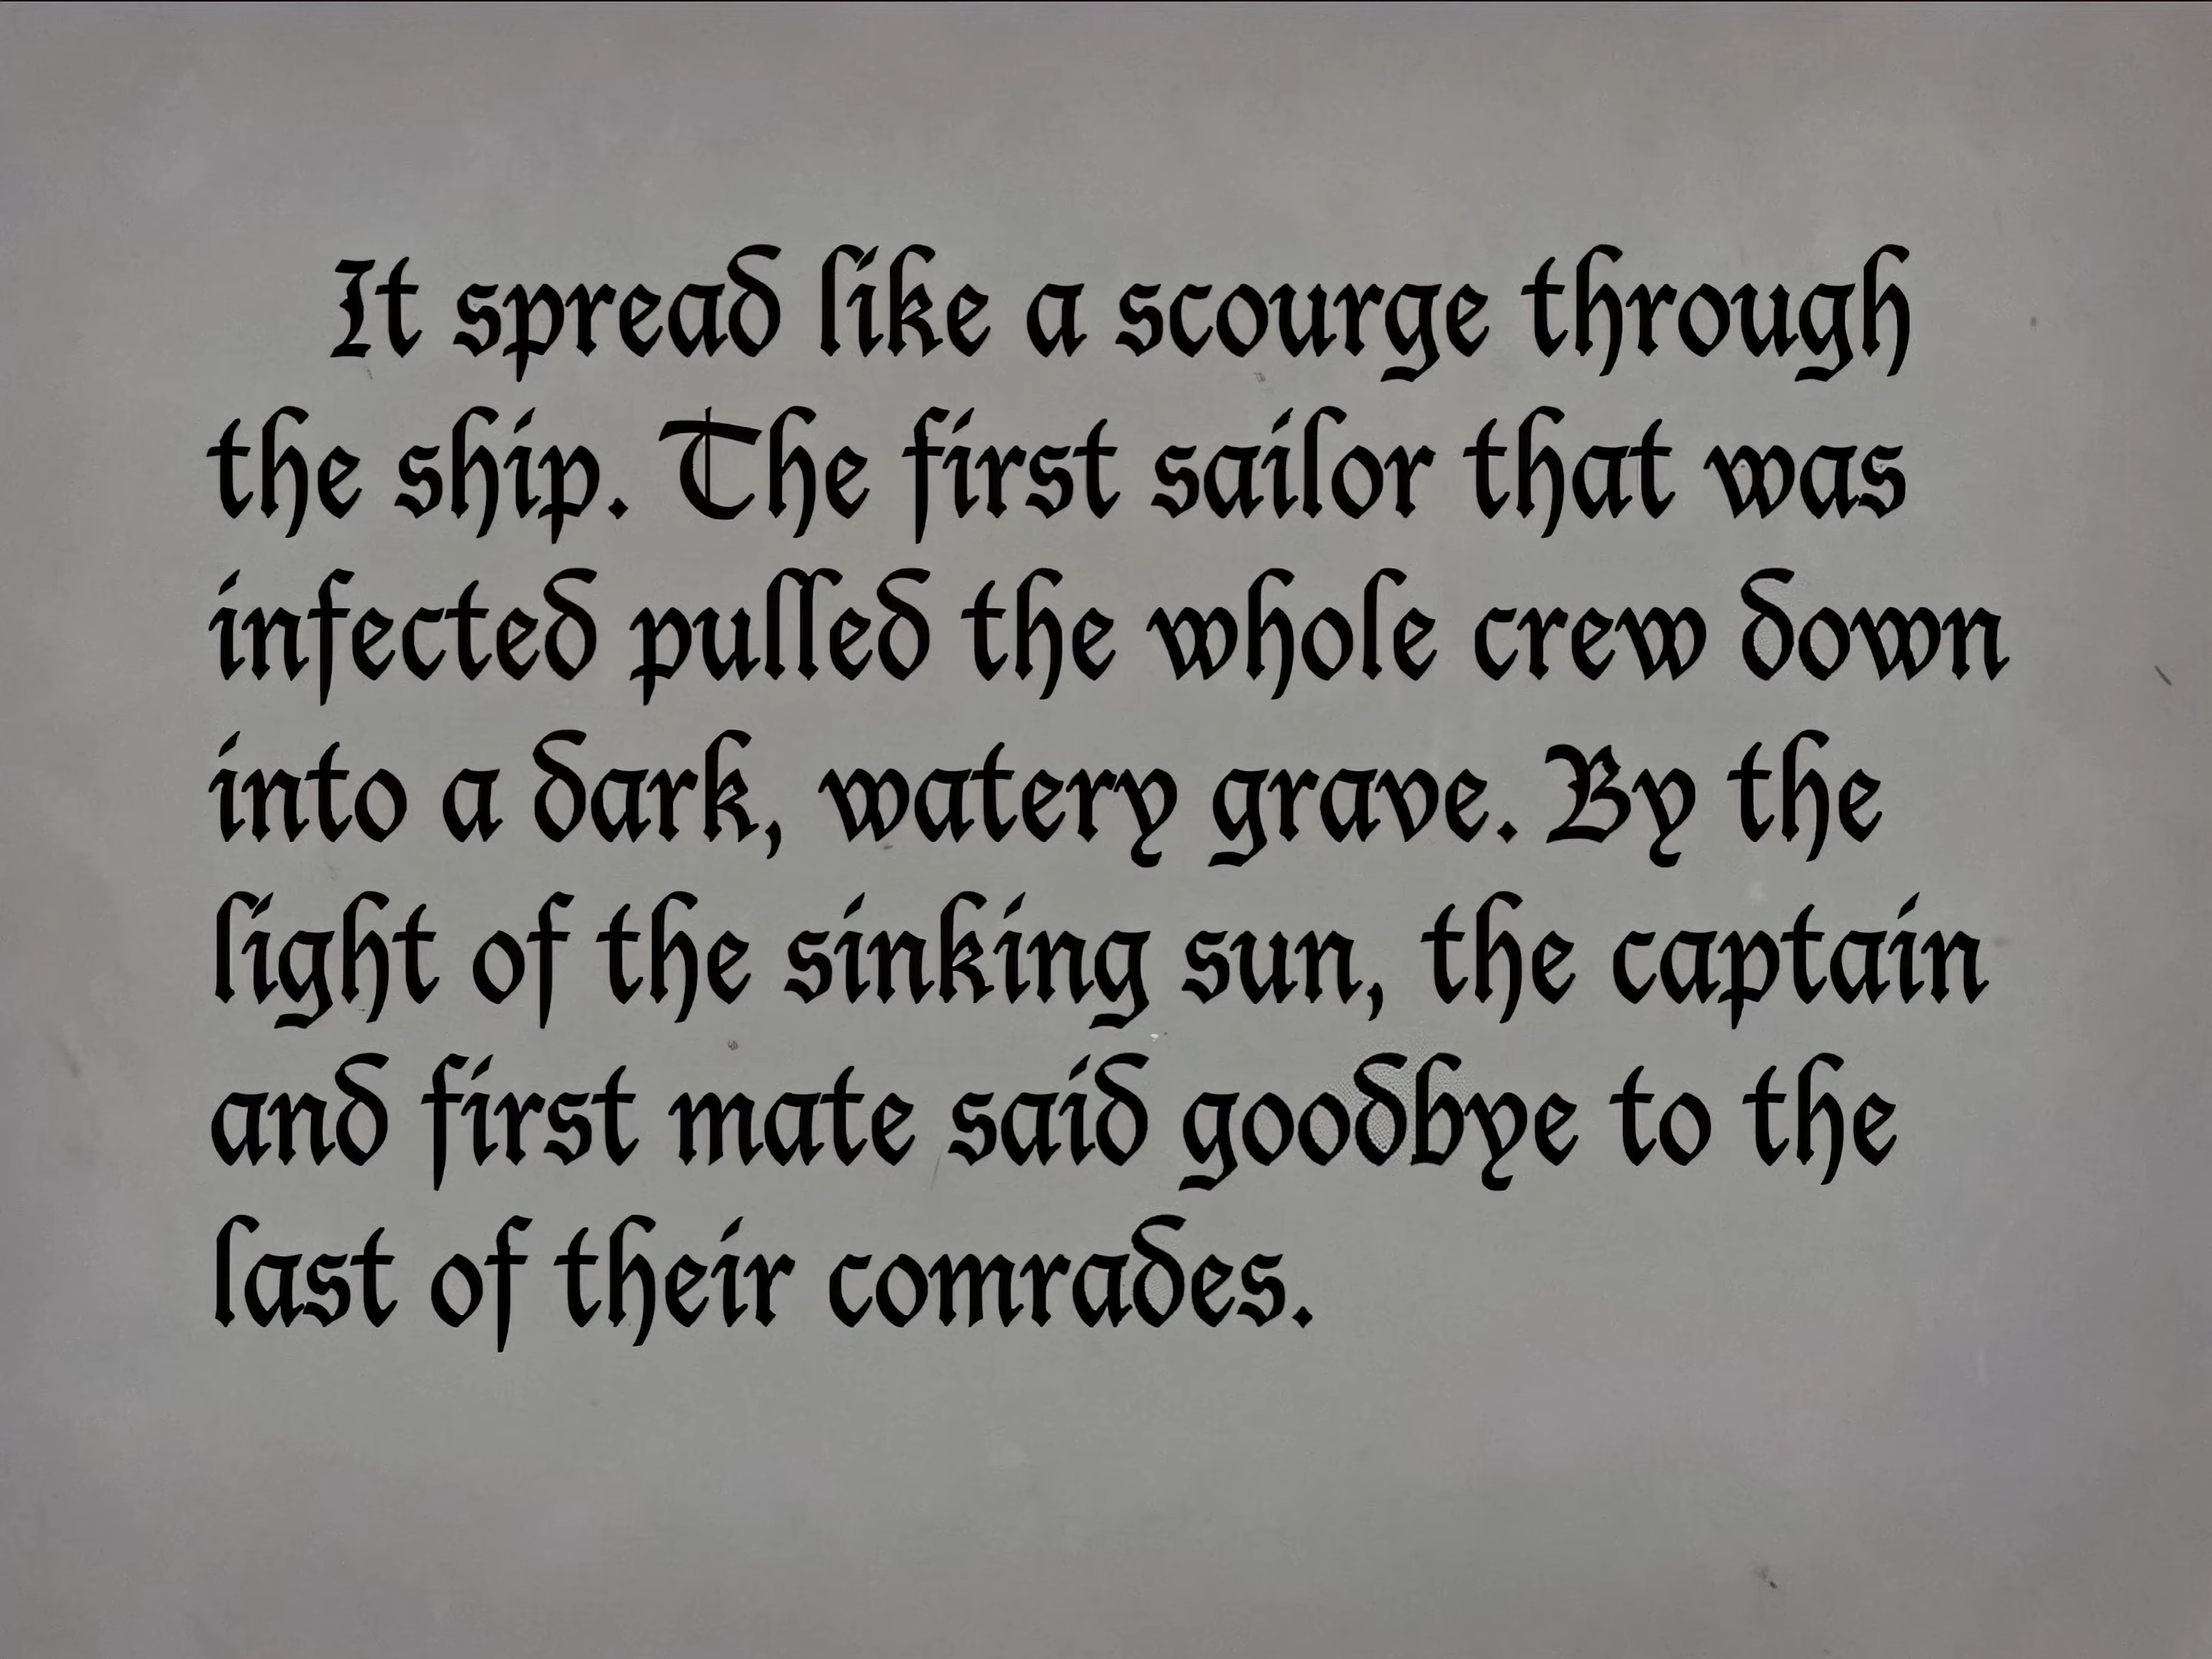 It spread like a scourge through
the ship. The first sailor that was
infected pulled the whole crew down
into a dark, watery grave. By the
light of the sinking sun, the captain
and first mate said goodbye to the
last of their comrades.